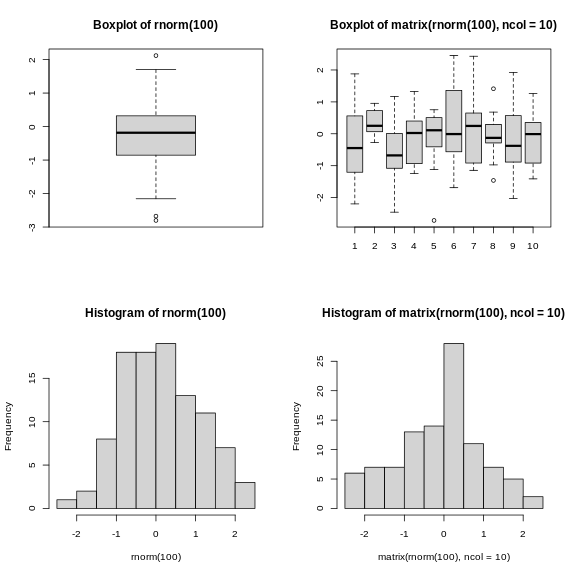 Boxplot of rnorm(100)
2
1
0
-1
-2
-3
Boxplot of matrix(rnorm(100), ncol = 10)
2
1
0
-1
-2
1 2 3 4 5 6 7 8 9 10
Histogram of rnorm(100)
Frequency
15
10
5
0
-2 -1 0 1 2
rnorm(100)
Histogram of matrix(rnorm(100), ncol = 10)
Frequency
25
20
15
10
5
0
-2 -1 0 1 2
matrix(rnorm(100), ncol = 10)